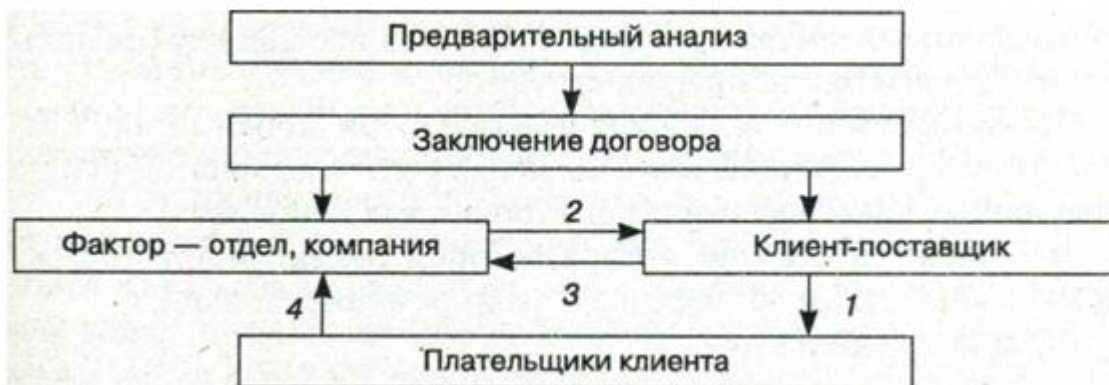 Предварительный анализ
Заключение договора
2
Фактор — отдел, компания
Клиент-поставщик
3
4
1
Плательщики клиента